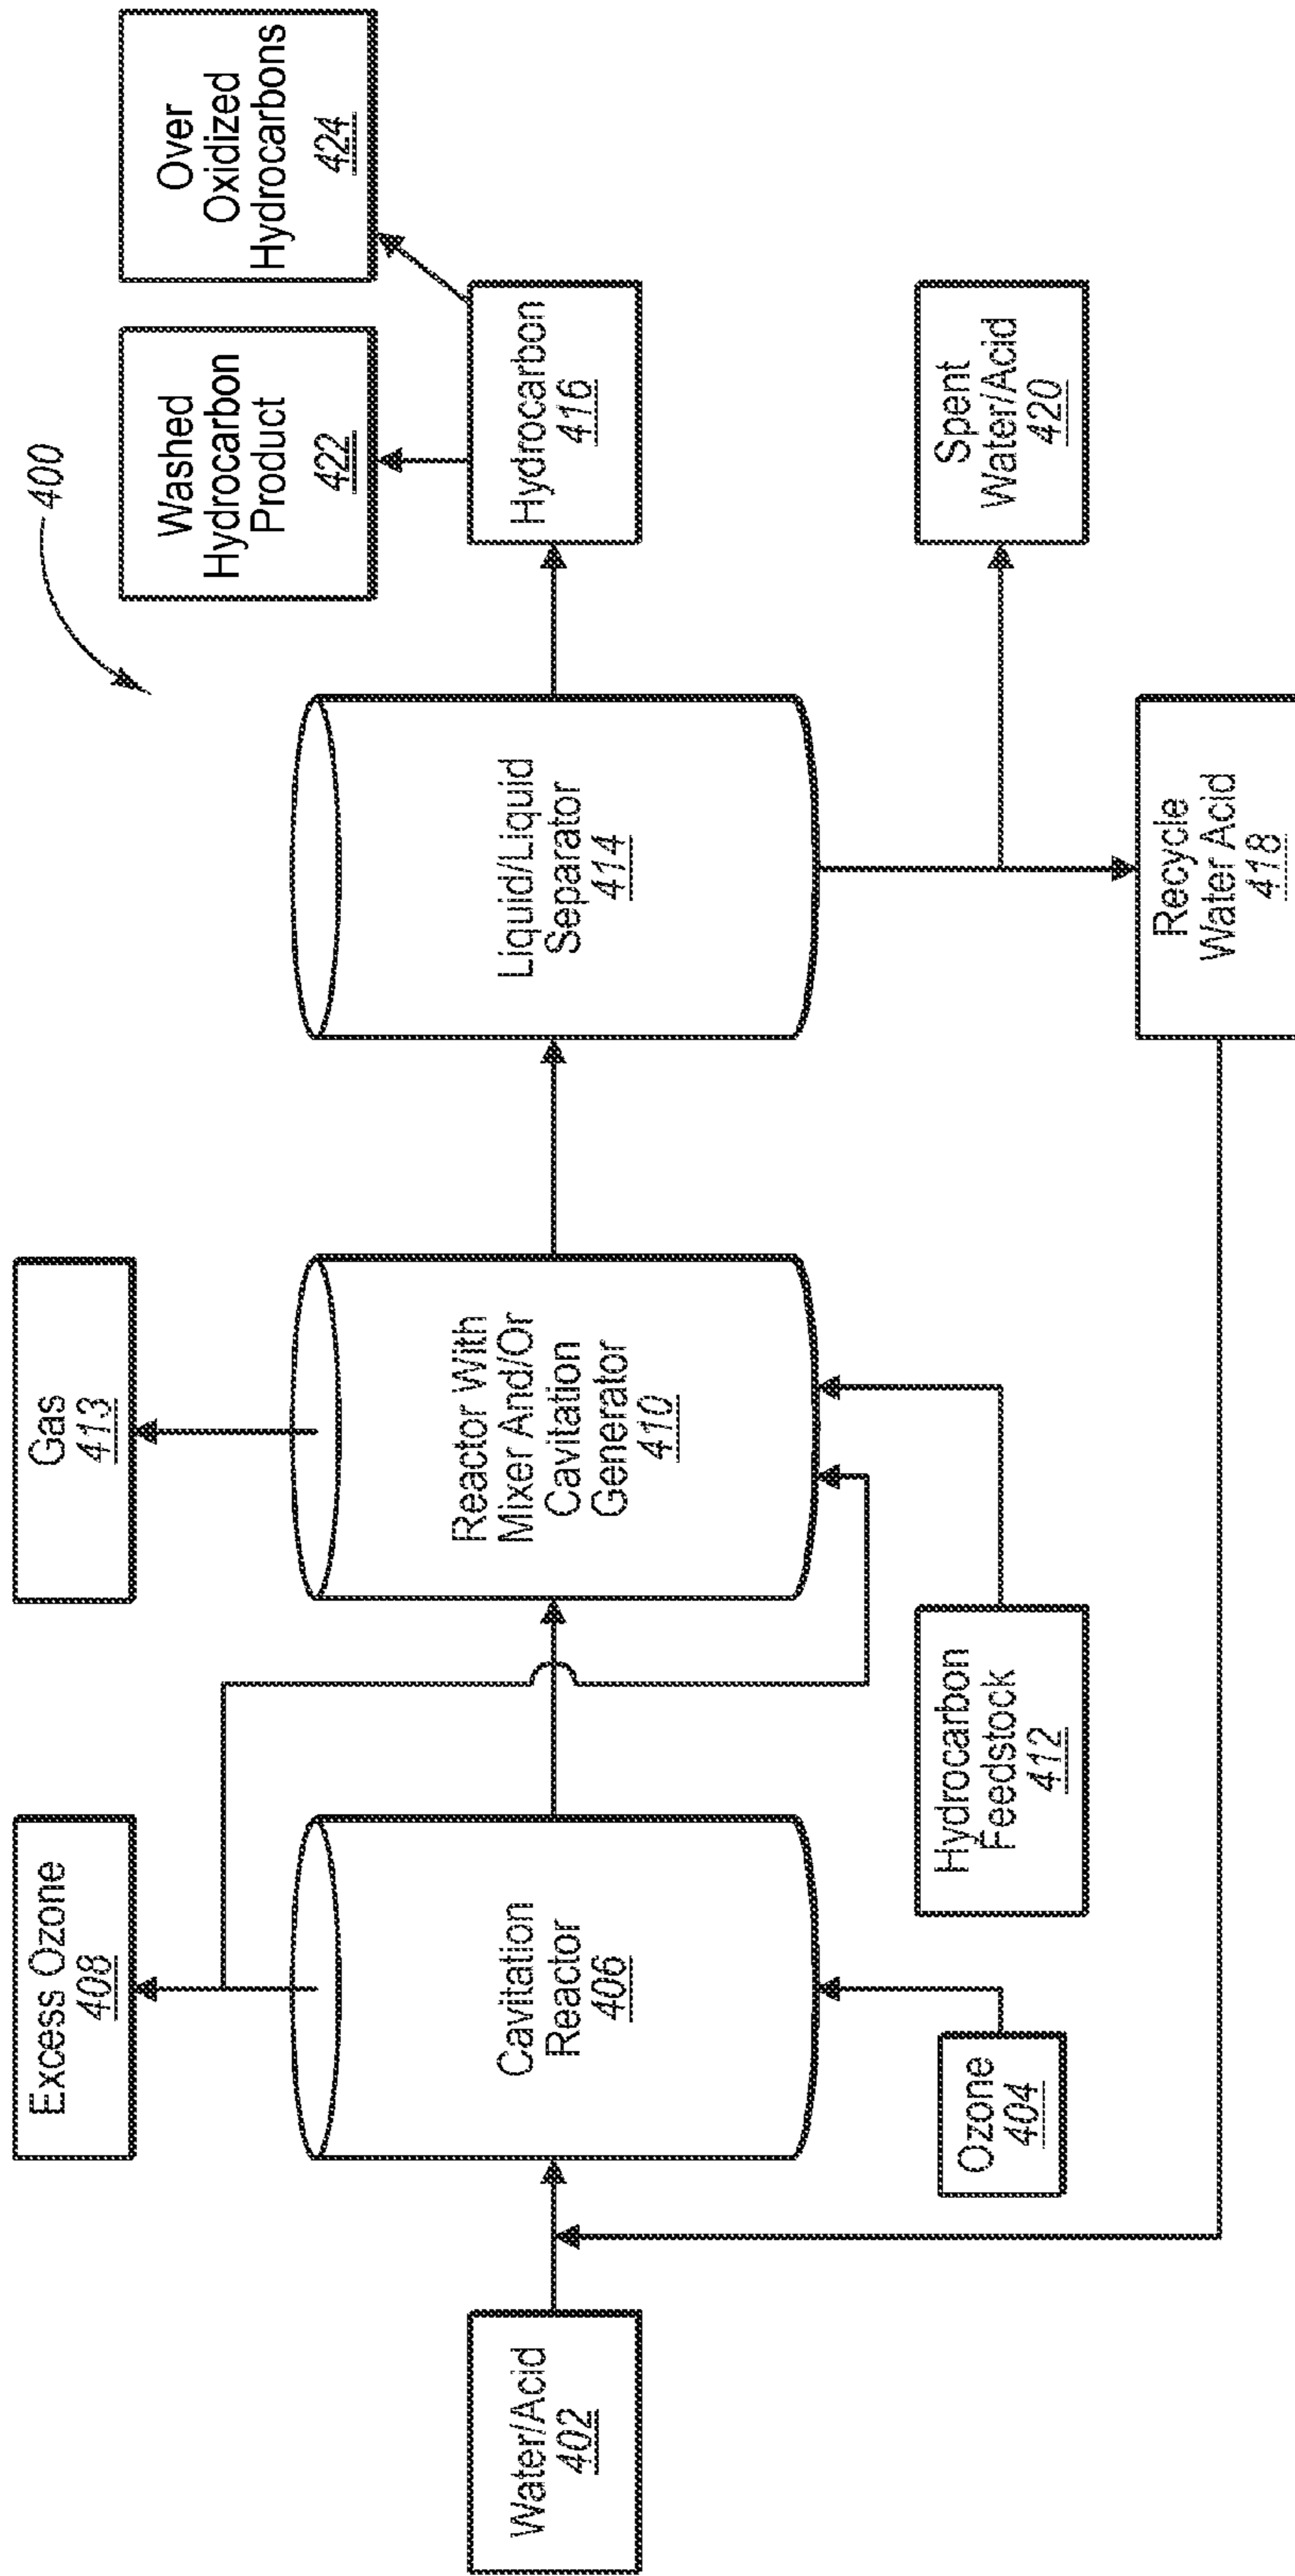 400
Excess Ozone
408
Gas
413
Washed
Hydrocarbon
Product
422
Over
Oxidized
Hydrocarbons
424
Water/Acid
402
Cavitation
Reactor
406
Reactor With
Mixer And/Or
Cavitation
Generator
410
Liquid/Liquid
Separator
414
Hydrocarbon
416
Ozone
404
Hydrocarbon
Feedstock
412
Spent
Water/Acid
420
Recycle
Water Acid
418